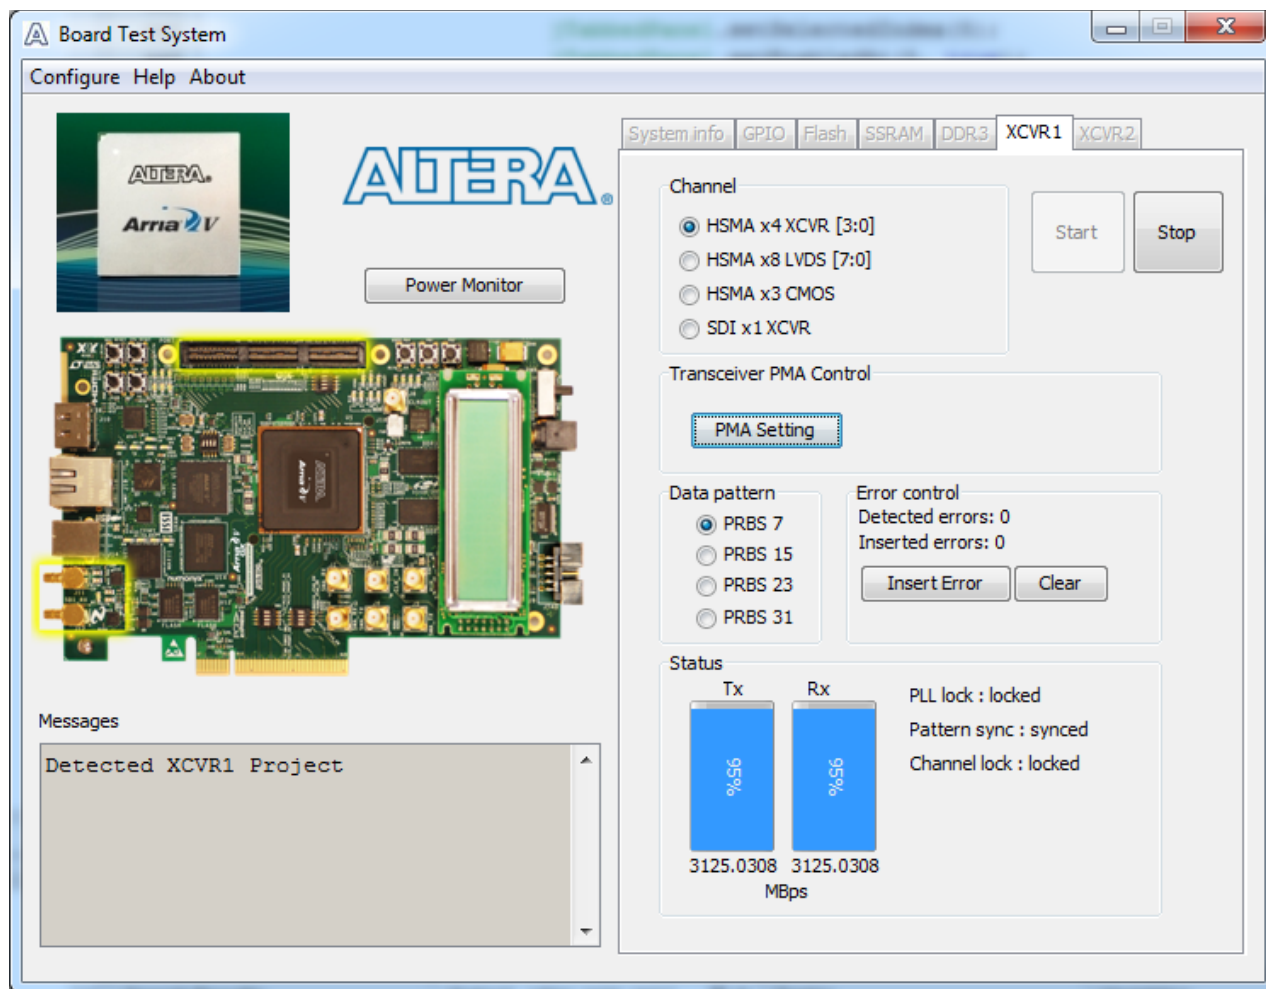 Board Test System
Configure Help About
ALTERA®
Arria V
ALTERA®
Power Monitor
ALTERA
Arria V
Messages
Detected XCVR1 Project
System info GPIO Flash SSRAM DDR3 XCVR1 XCVR2
Channel
HSMA x4 XCVR [3:0]
HSMA x8 LVDS [7:0]
HSMA x3 CMOS
SDI x1 XCVR
Start Stop
Transceiver PMA Control
PMA Setting
Data pattern
PRBS 7
PRBS 15
PRBS 23
PRBS 31
Error control
Detected errors: 0
Inserted errors: 0
Insert Error Clear
Status
Tx Rx
95% 95%
3125.0308 3125.0308
MBps
PLL lock : locked
Pattern sync : synced
Channel lock : locked